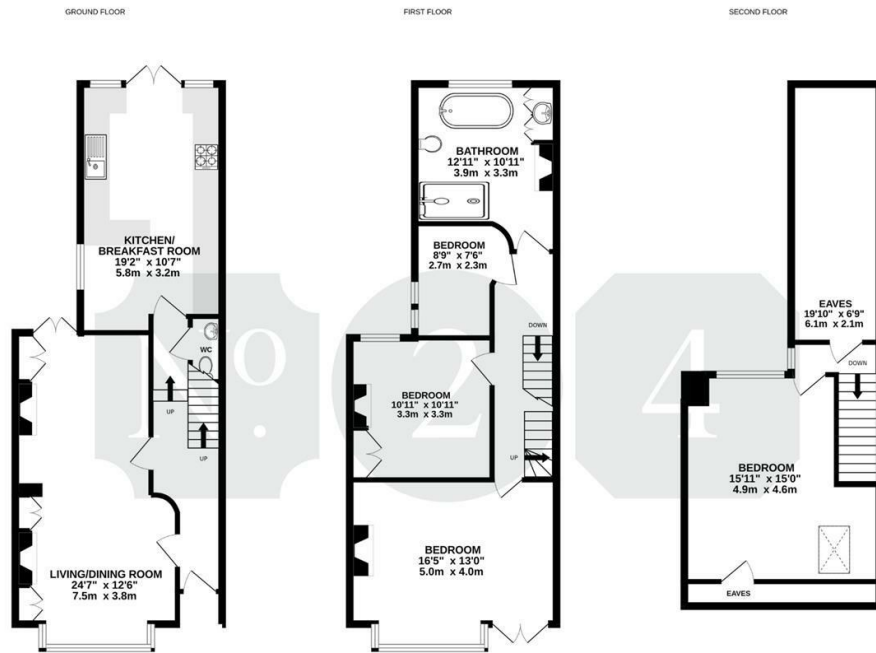 GROUND FLOOR
FIRST FLOOR
SECOND FLOOR
KITCHEN/
BREAKFAST ROOM
19'2" x 10'7"
5.8m x 3.2m
WC
UP
UP
LIVING/DINING ROOM
24'7" x 12'6"
7.5m x 3.8m
BATHROOM
12'11" x 10'11"
3.9m x 3.3m
BEDROOM
8'9" x 7'6"
2.7m x 2.3m
DOWN
BEDROOM
10'11" x 10'11"
3.3m x 3.3m
UP
BEDROOM
16'5" x 13'0"
5.0m x 4.0m
EAVES
19'10" x 6'9"
6.1m x 2.1m
DOWN
BEDROOM
15'11" x 15'0"
4.9m x 4.6m
EAVES
No. 2 4